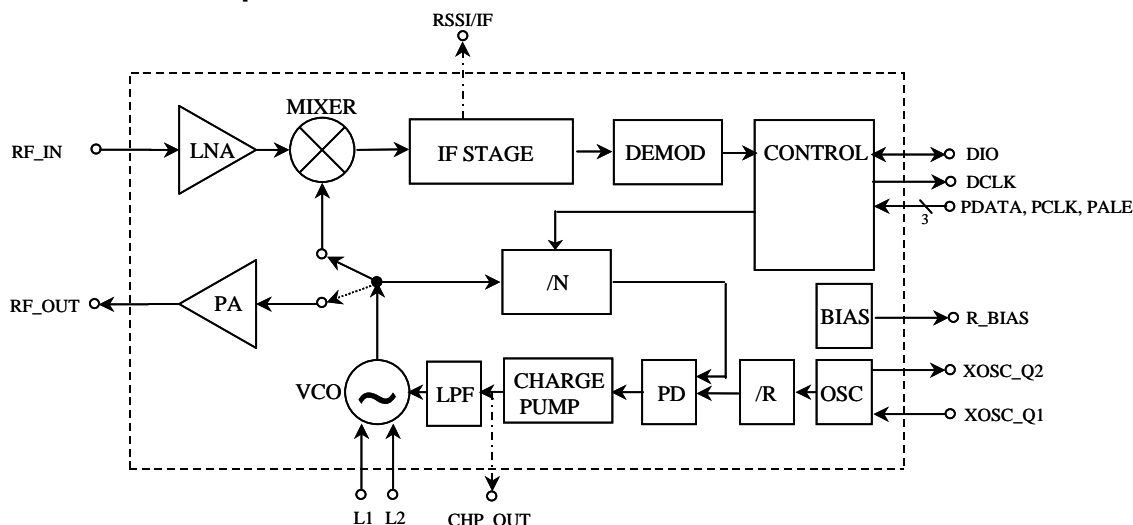 RSSI/IF
MIXER
RF_IN
LNA
IF STAGE
DEMOD
CONTROL
DIO
DCLK
3
PDATA, PCLK, PALE
/N
RF_OUT
PA
BIAS
R_BIAS
VCO
LPF
CHARGE
PUMP
PD
/R
OSC
XOSC_Q2
XOSC_Q1
L1
L2
CHP_OUT